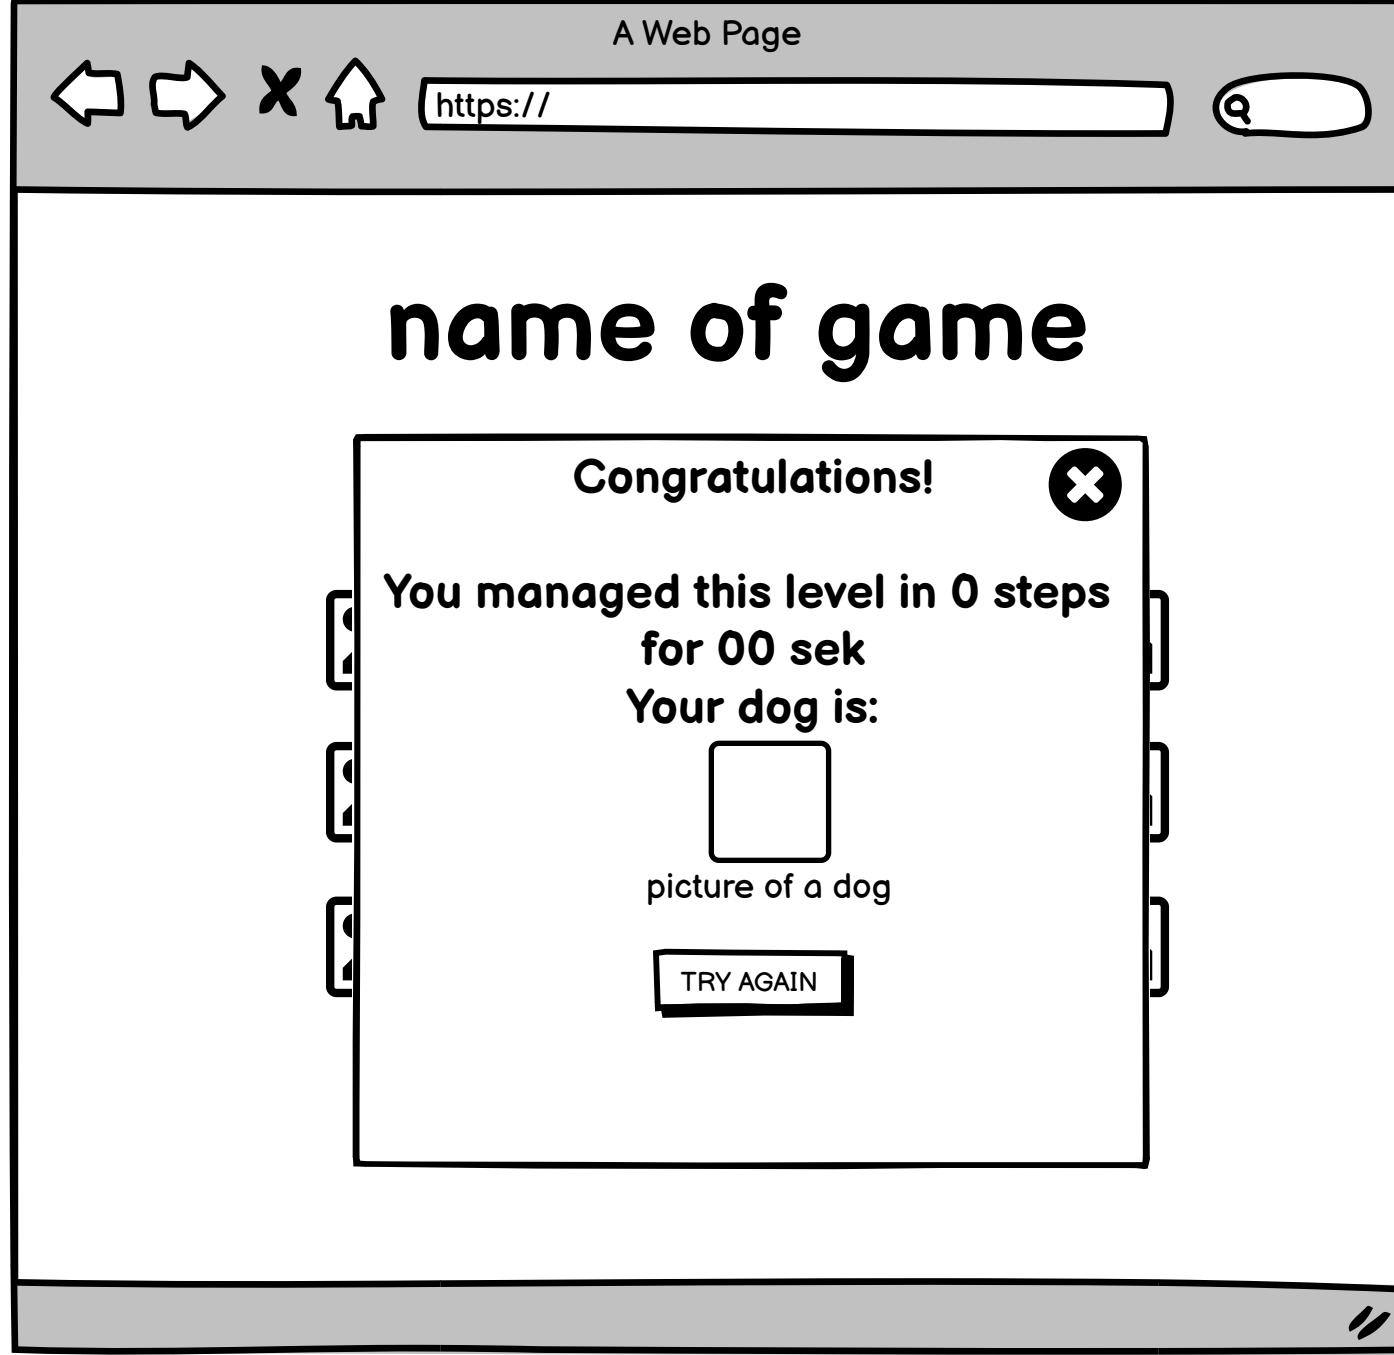 A Web Page
https://
name of game
Congratulations!
You managed this level in 0 steps
for 00 sek
Your dog is:
picture of a dog
TRY AGAIN